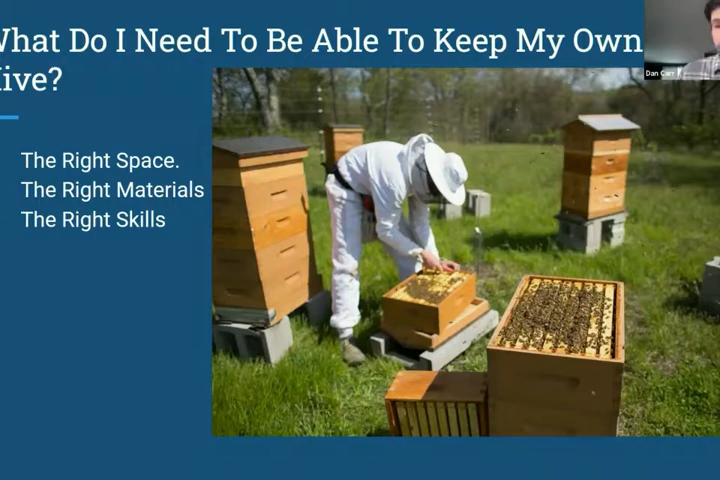 What Do I Need To Be Able To Keep My Own
Hive?
Dan Carr
The Right Space.
The Right Materials
The Right Skills